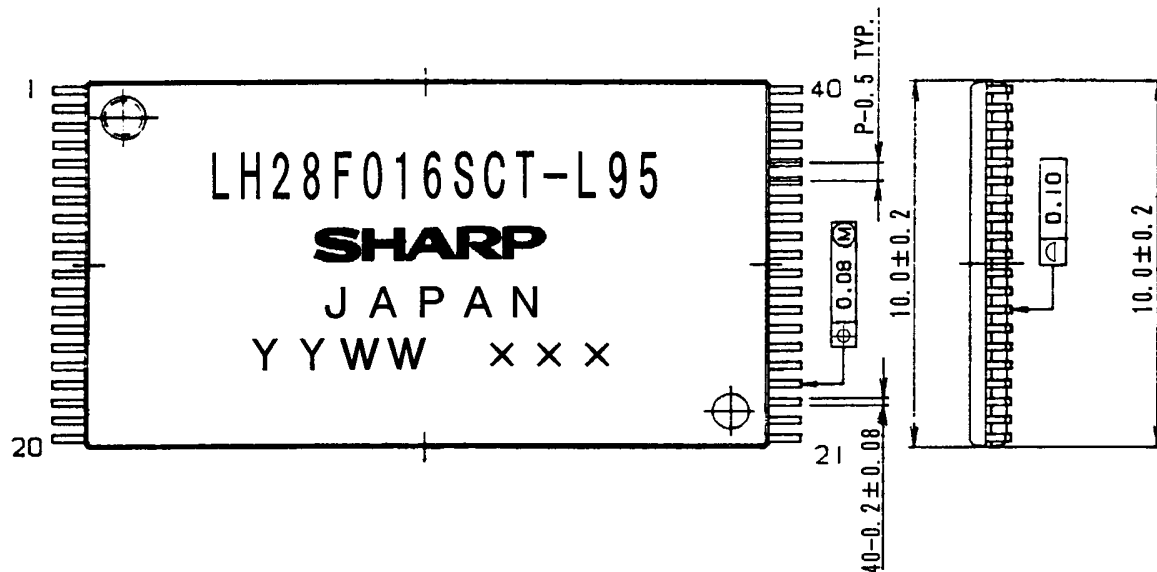 1
40
LH28F016SCT-L95
SHARP
JAPAN
YYWW ×××
20
21
P-0.5 TYP.
0.08 Ⓜ
40-0.2±0.08
10.0±0.2
0.10
10.0±0.2